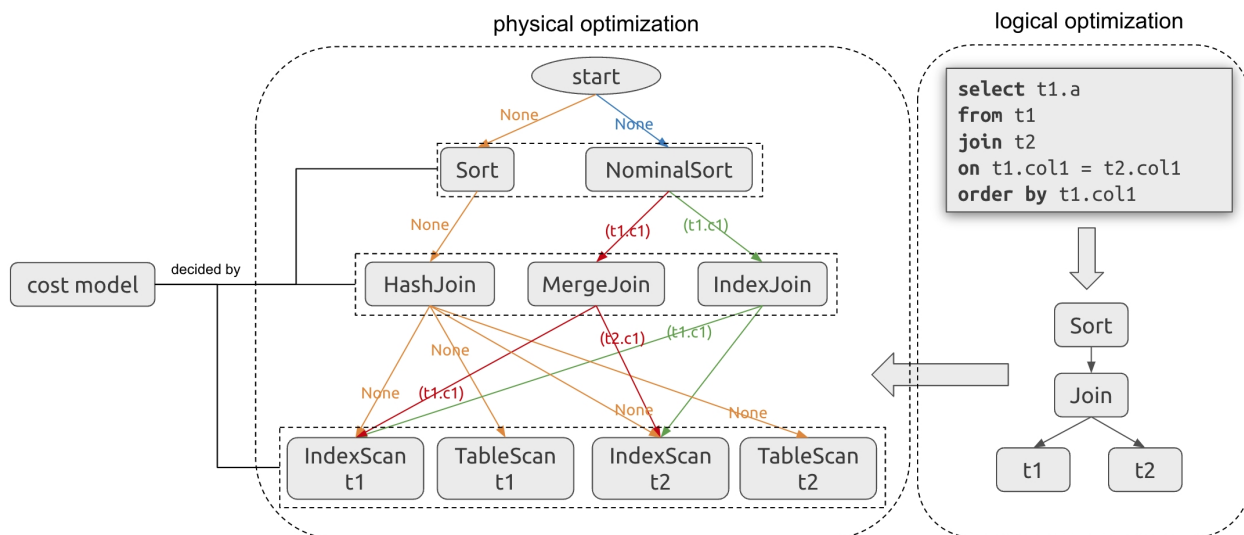 physical optimization
logical optimization
start
select t1.a
from t1
join t2
on t1.col1 = t2.col1
order by t1.col1
None
None
Sort
NominalSort
None
(t1.c1)
(t1.c1)
cost model
decided by
HashJoin
MergeJoin
IndexJoin
Sort
None
(t2.c1)
(t1.c1)
None
(t1.c1)
None
None
Join
IndexScan
t1
TableScan
t1
IndexScan
t2
TableScan
t2
t1
t2